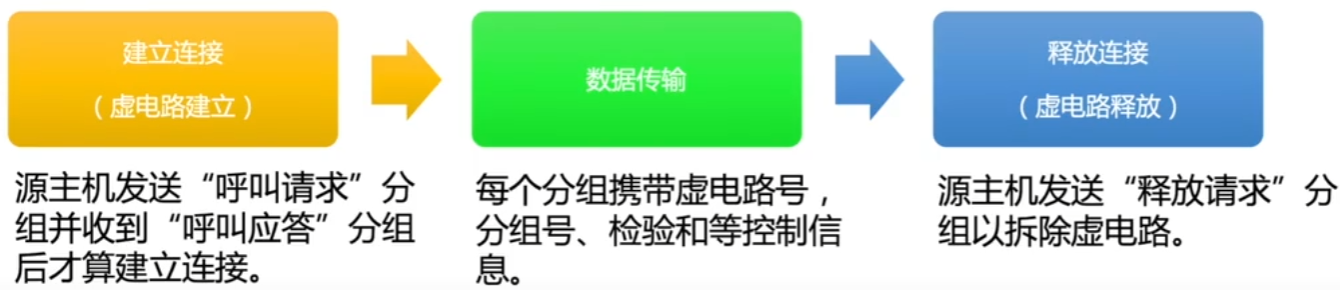 建立连接
（虚电路建立）
数据传输
释放连接
（虚电路释放）
源主机发送“呼叫请求”分
组并收到“呼叫应答”分组
后才算建立连接。
每个分组携带虚电路号，
分组号、检验和等控制信
息。
源主机发送“释放请求”分
组以拆除虚电路。